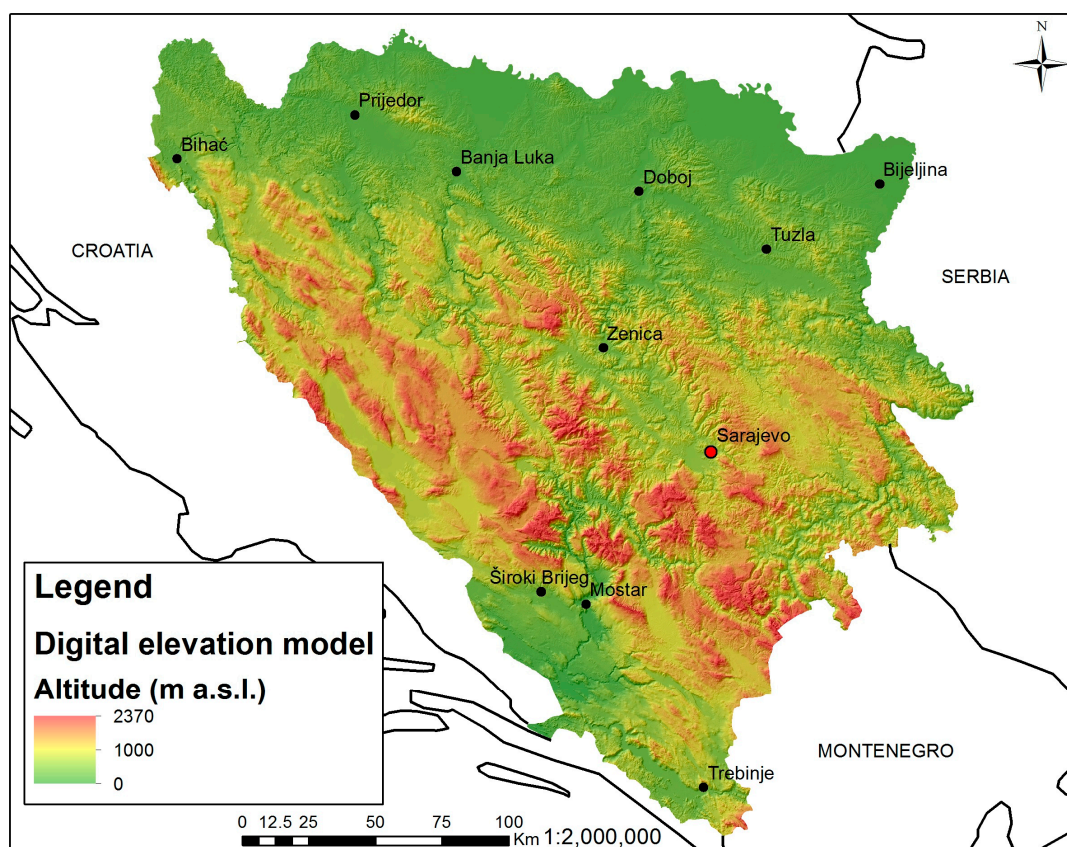 N
Prijedor
Bihać
Banja Luka
Doboj
Bijeljina
Tuzla
CROATIA
SERBIA
Zenica
Sarajevo
Široki Brijeg
Mostar
MONTENEGRO
Trebinje
Legend
Digital elevation model
Altitude (m a.s.l.)
2370
1000
0
0 12.5 25 50 75 100
Km 1:2,000,000